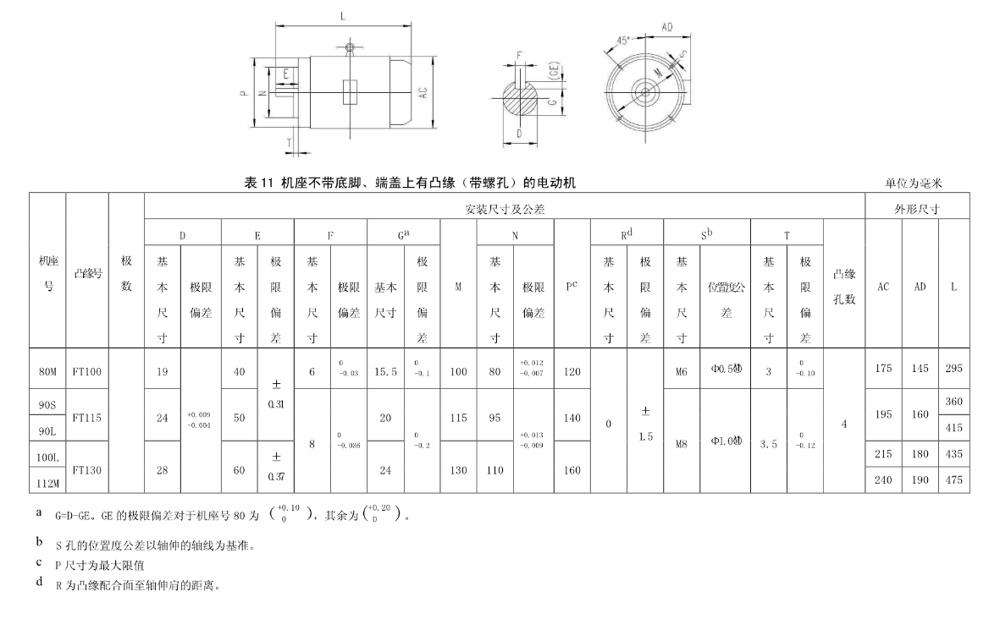 L
AD
45°
S
F
(GE)
E
P
N
AC
M
G
D
T
表 11 机座不带底脚、端盖上有凸缘（带螺孔）的电动机
单位为毫米
机座号 凸缘号 极数 安装尺寸及公差 外形尺寸
D E F Gᵃ M N Pᶜ Rᵈ Sᵇ T 凸缘孔数 AC AD L
基本尺寸 极限偏差 基本尺寸 极限偏差 基本尺寸 极限偏差 基本尺寸 极限偏差 基本尺寸 极限偏差 基本尺寸 极限偏差 基本尺寸 位置度公差 基本尺寸 极限偏差
80M FT100 19 +0.009 -0.004 40 ±0.31 6 0 -0.03 15.5 0 -0.1 100 80 +0.012 -0.007 120 0 ±1.5 M6 Φ0.5Ⓜ 3 0 -0.10 4 175 145 295
90S FT115 24 50 8 0 -0.036 20 0 -0.2 115 95 +0.013 -0.009 140 M8 Φ1.0Ⓜ 3.5 0 -0.12 195 160 360
90L 415
100L FT130 28 60 ±0.37 24 130 110 160 215 180 435
112M 240 190 475
a G=D-GE。GE 的极限偏差对于机座号 80 为（+0.10 0），其余为(+0.20 0)。
b S 孔的位置度公差以轴伸的轴线为基准。
c P 尺寸为最大限值
d R 为凸缘配合面至轴伸肩的距离。